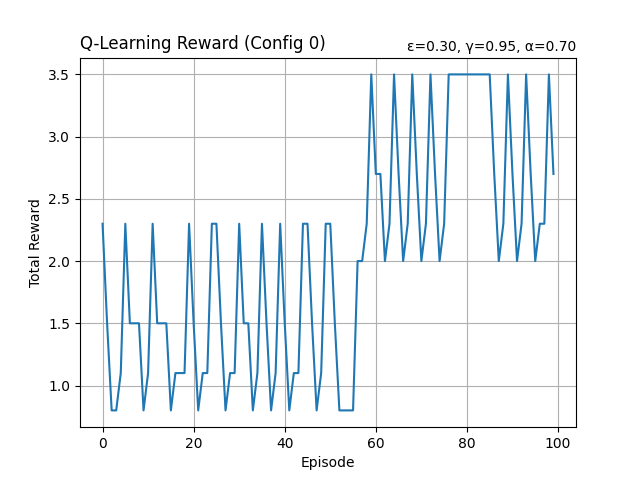 Q-Learning Reward (Config 0)
ε=0.30, γ=0.95, α=0.70
3.5
3.0
2.5
2.0
1.5
1.0
Total Reward
0 20 40 60 80 100
Episode